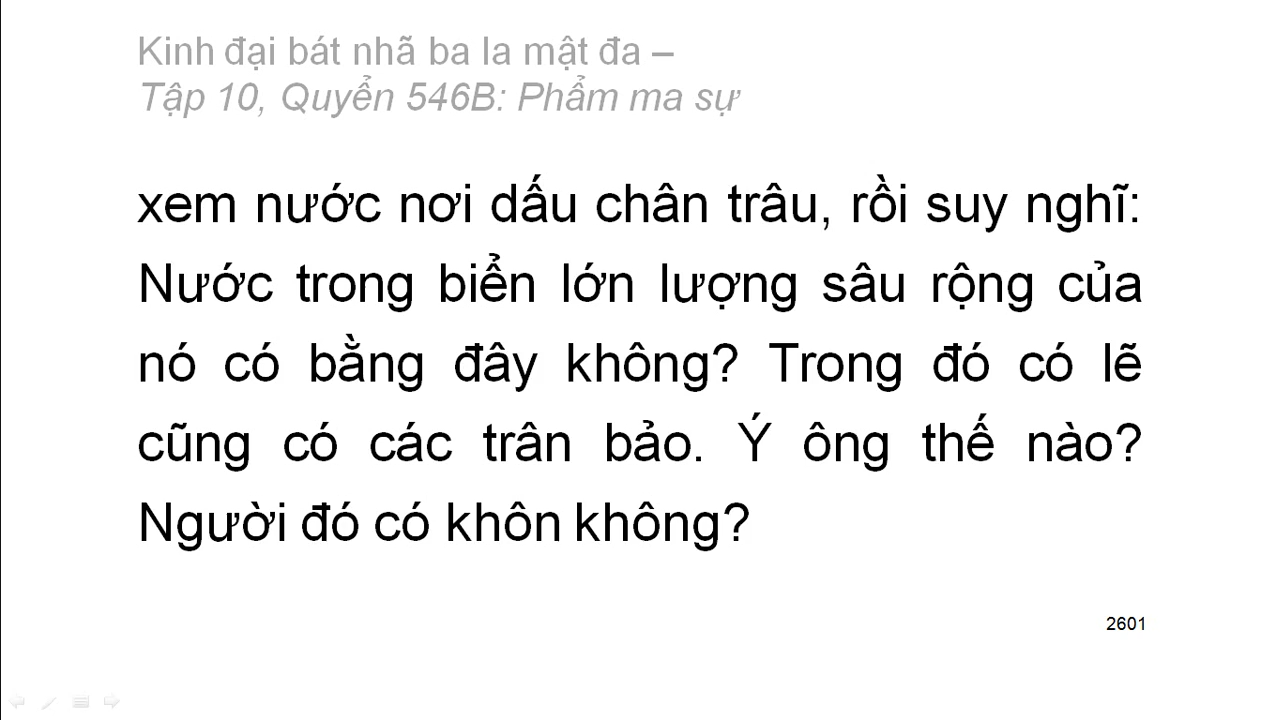 Kinh đại bát nhã ba la mật đa –
Tập 10, Quyển 546B: Phẩm ma sự
xem nước nơi dấu chân trâu, rồi suy nghĩ:
Nước trong biển lớn lượng sâu rộng của
nó có bằng đây không? Trong đó có lẽ
cũng có các trân bảo. Ý ông thế nào?
Người đó có khôn không?
2601